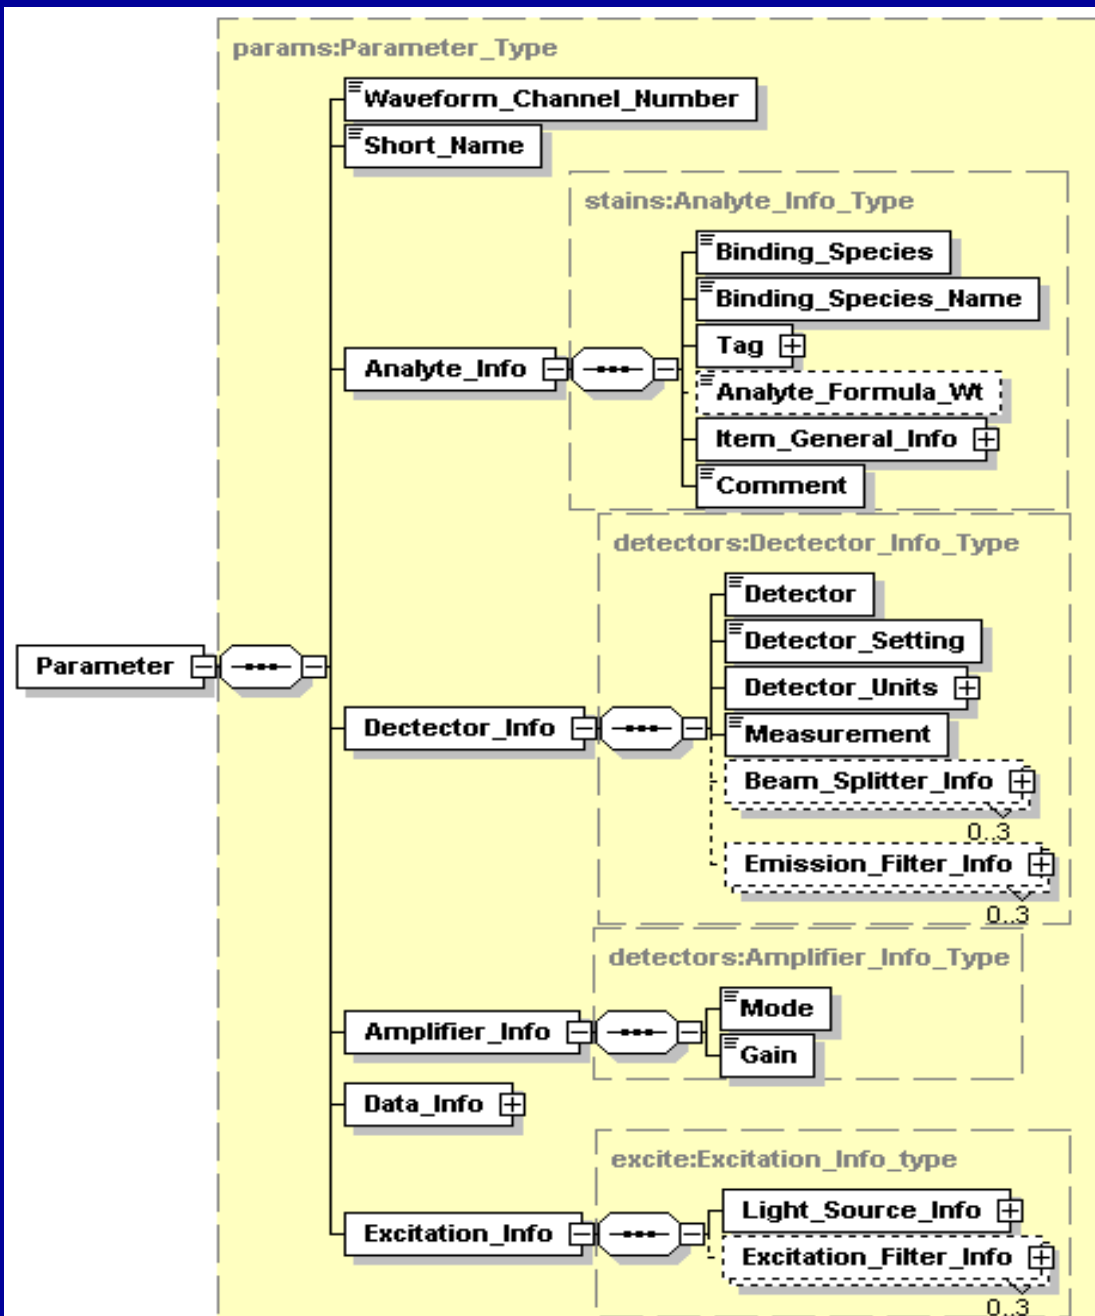 params:Parameter_Type
Waveform_Channel_Number
Short_Name
stains:Analyte_Info_Type
Binding_Species
Binding_Species_Name
Tag
Analyte_Info
Analyte_Formula_Wt
Item_General_Info
Comment
detectors:Dectector_Info_Type
Detector
Detector_Setting
Parameter
Detector_Units
Dectector_Info
Measurement
Beam_Splitter_Info
0..3
Emission_Filter_Info
0..3
detectors:Amplifier_Info_Type
Mode
Amplifier_Info
Gain
Data_Info
excite:Excitation_Info_type
Light_Source_Info
Excitation_Info
Excitation_Filter_Info
0..3